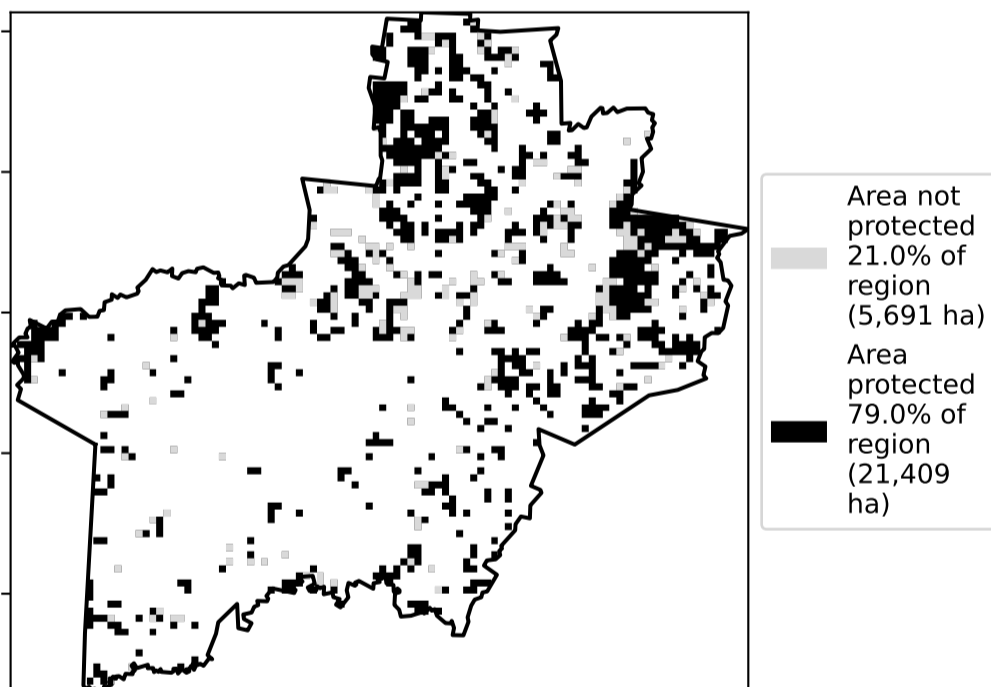 Area not
protected
21.0% of
region
(5,691 ha)
Area
protected
79.0% of
region
(21,409
ha)